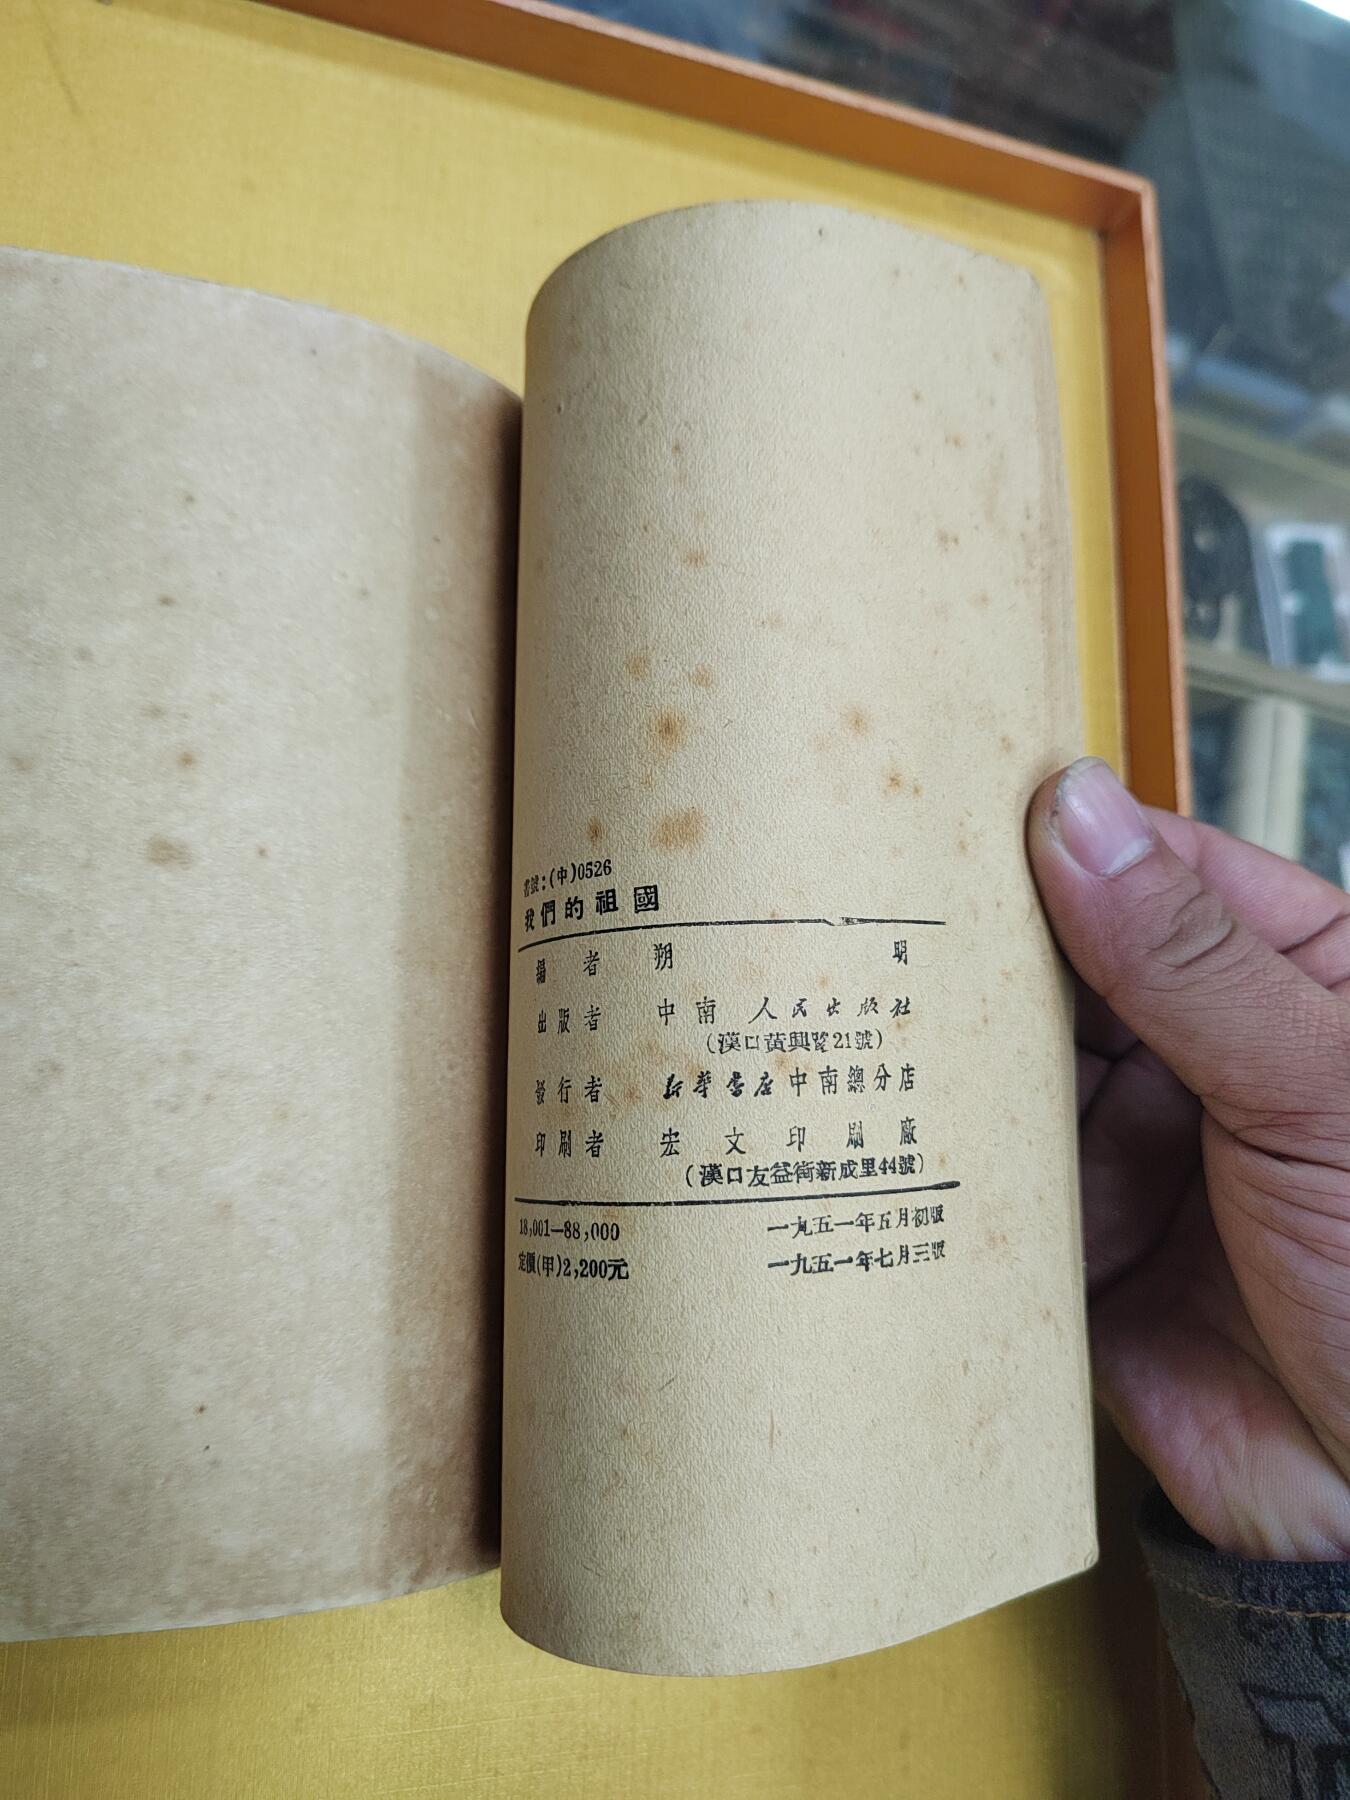 書號:(中)0526
我們的祖國
編者 朔明
出版者 中南人民出版社
(漢口黃興路21號)
發行者 新華書店中南總分店
印刷者 宏文印刷廠
(漢口友益街新成里44號)
18,001—88,000 一九五一年五月初版
定價(甲)2,200元 一九五一年七月三版